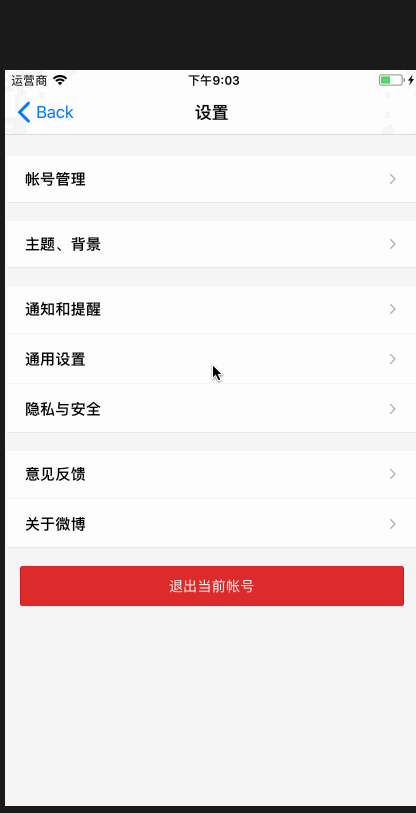 运营商 下午9:03
Back 设置
帐号管理
主题、背景
通知和提醒
通用设置
隐私与安全
意见反馈
关于微博
退出当前帐号